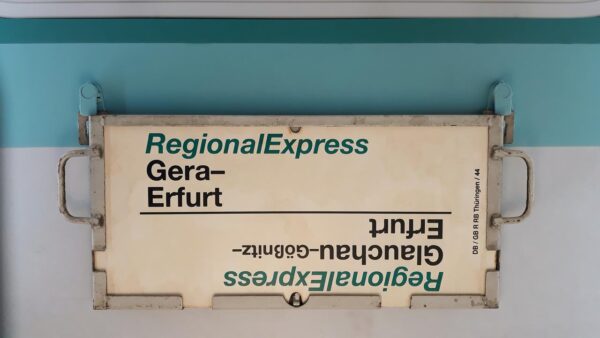 RegionalExpress
Gera–
Erfurt
RegionalExpress
Glauchau–Gößnitz–
Erfurt
DB / GB R RB Thüringen / 44